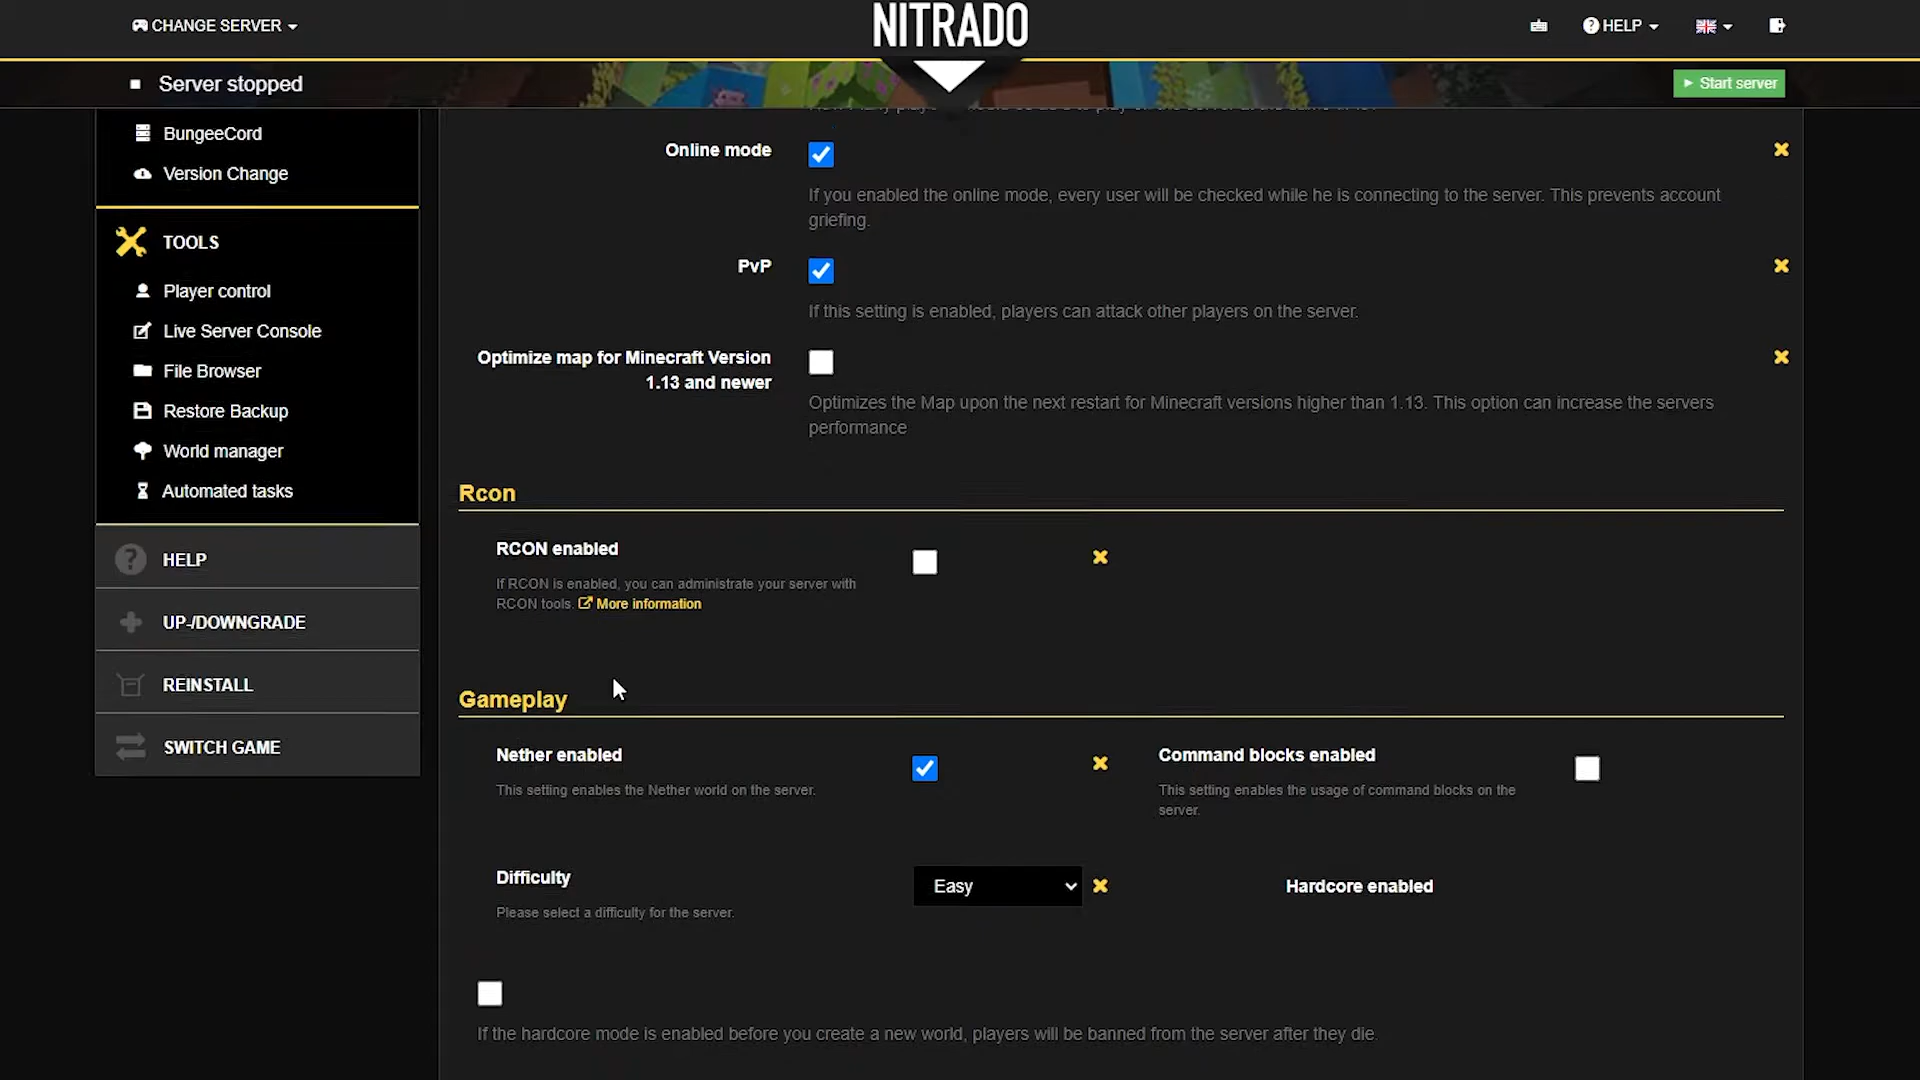 CHANGE SERVER
NITRADO
HELP
Server stopped
Start server
BungeeCord
Version Change
TOOLS
Player control
Live Server Console
File Browser
Restore Backup
World manager
Automated tasks
HELP
UP-/DOWNGRADE
REINSTALL
SWITCH GAME
Online mode
If you enabled the online mode, every user will be checked while he is connecting to the server. This prevents account
griefing.
PvP
If this setting is enabled, players can attack other players on the server.
Optimize map for Minecraft Version
1.13 and newer
Optimizes the Map upon the next restart for Minecraft versions higher than 1.13. This option can increase the servers
performance
Rcon
RCON enabled
If RCON is enabled, you can administrate your server with
RCON tools. More information
Gameplay
Nether enabled
This setting enables the Nether world on the server.
Command blocks enabled
This setting enables the usage of command blocks on the
server.
Difficulty
Easy
Please select a difficulty for the server.
Hardcore enabled
If the hardcore mode is enabled before you create a new world, players will be banned from the server after they die.